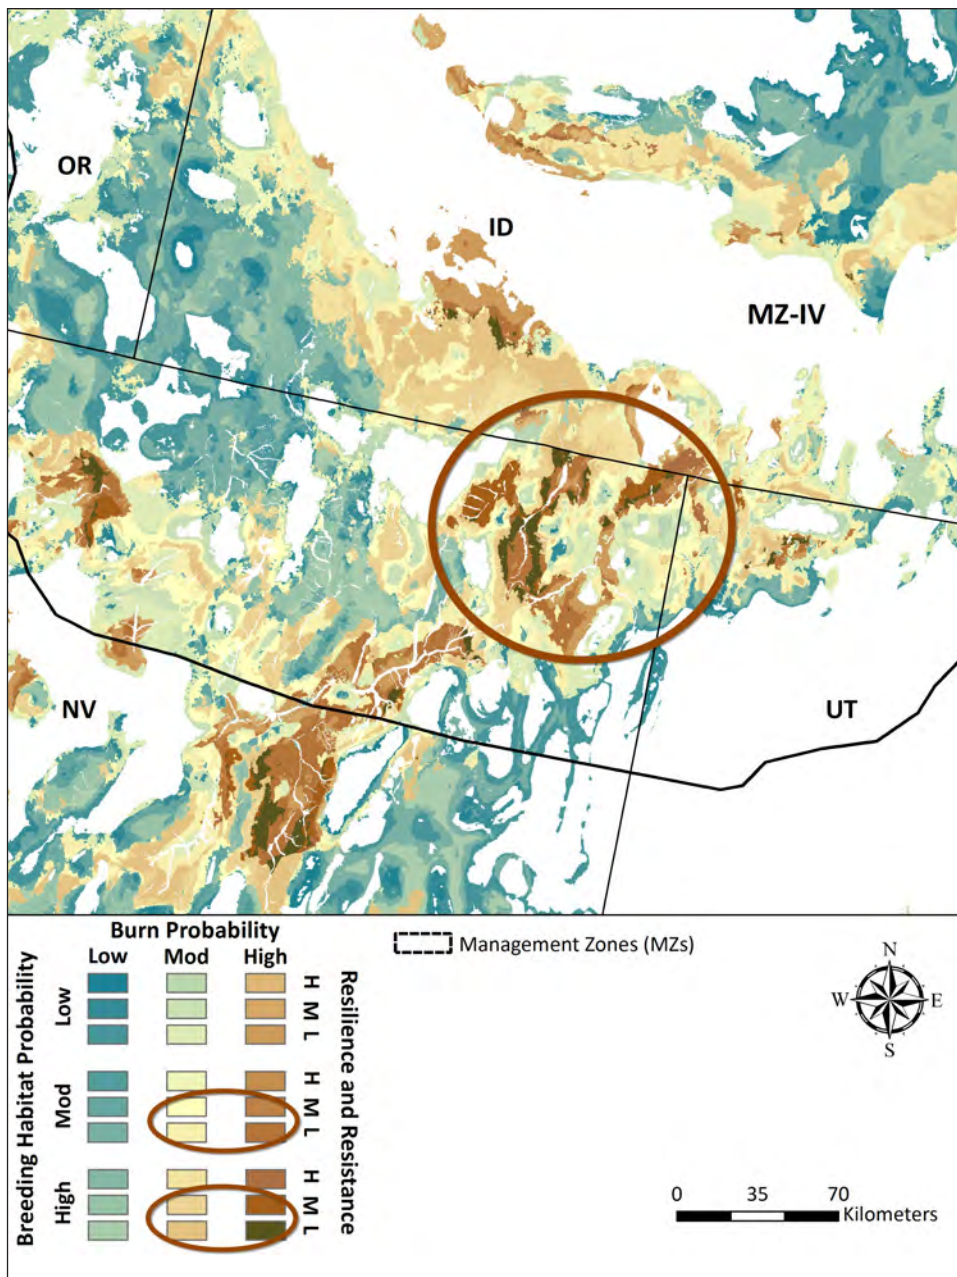 OR
ID
MZ-IV
NV
UT
Burn Probability
Low Mod High
Management Zones (MZs)
Breeding Habitat Probability
Low
Mod
High
H
M
L
H
M
L
H
M
L
Resilience and Resistance
N
W E
S
0 35 70
Kilometers